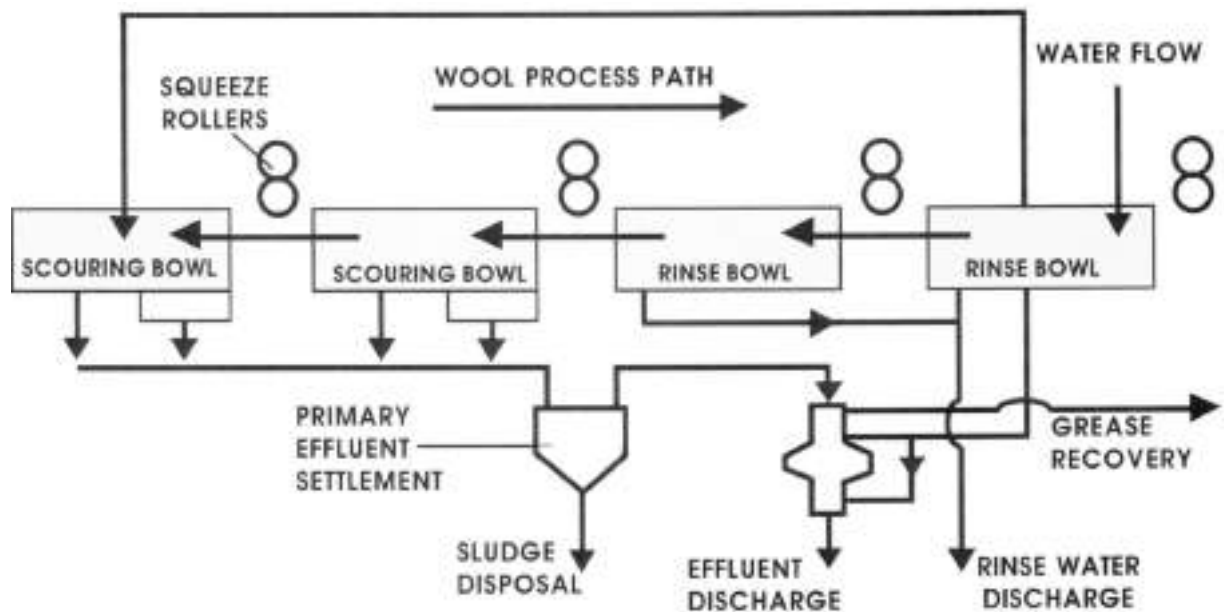 WATER FLOW
WOOL PROCESS PATH
SQUEEZE
ROLLERS
SCOURING BOWL
SCOURING BOWL
RINSE BOWL
RINSE BOWL
PRIMARY
EFFLUENT
SETTLEMENT
GREASE
RECOVERY
SLUDGE
DISPOSAL
EFFLUENT
DISCHARGE
RINSE WATER
DISCHARGE